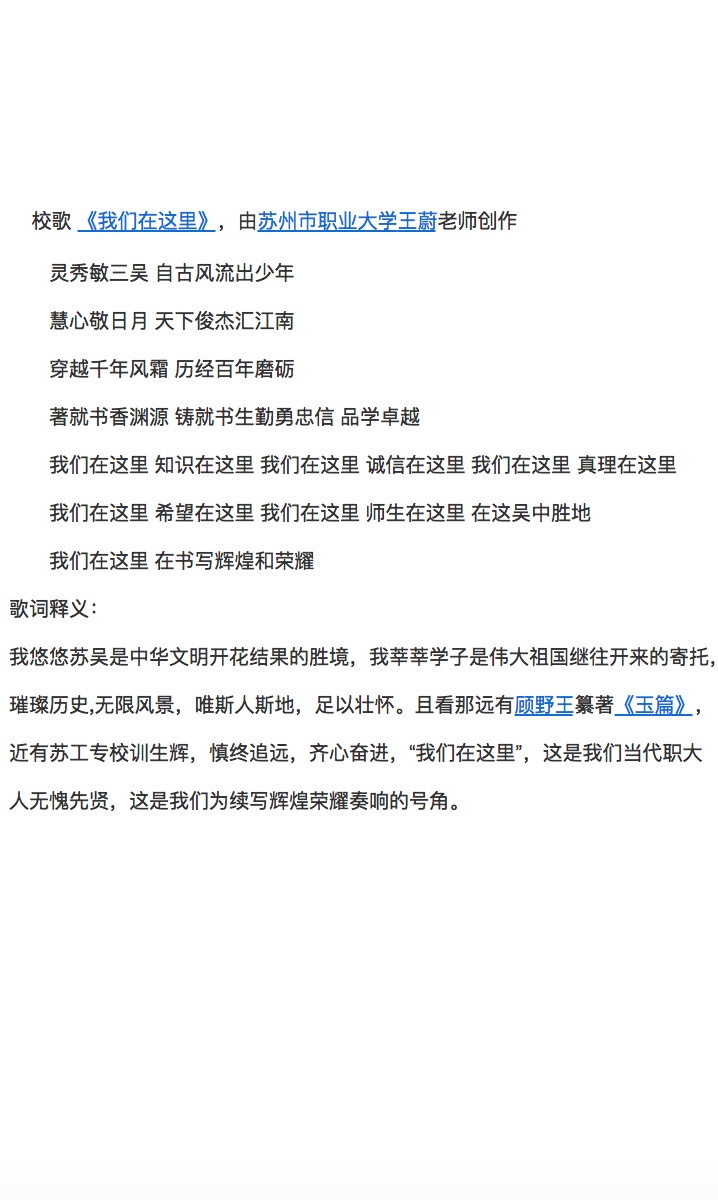 校歌 《我们在这里》，由苏州市职业大学王蔚老师创作
灵秀敏三吴 自古风流出少年
慧心敬日月 天下俊杰汇江南
穿越千年风霜 历经百年磨砺
著就书香渊源 铸就书生勤勇忠信 品学卓越
我们在这里 知识在这里 我们在这里 诚信在这里 我们在这里 真理在这里
我们在这里 希望在这里 我们在这里 师生在这里 在这吴中胜地
我们在这里 在书写辉煌和荣耀
歌词释义：
我悠悠苏吴是中华文明开花结果的胜境，我莘莘学子是伟大祖国继往开来的寄托，
璀璨历史,无限风景，唯斯人斯地，足以壮怀。且看那远有顾野王纂著《玉篇》，
近有苏工专校训生辉，慎终追远，齐心奋进，“我们在这里”，这是我们当代职大
人无愧先贤，这是我们为续写辉煌荣耀奏响的号角。